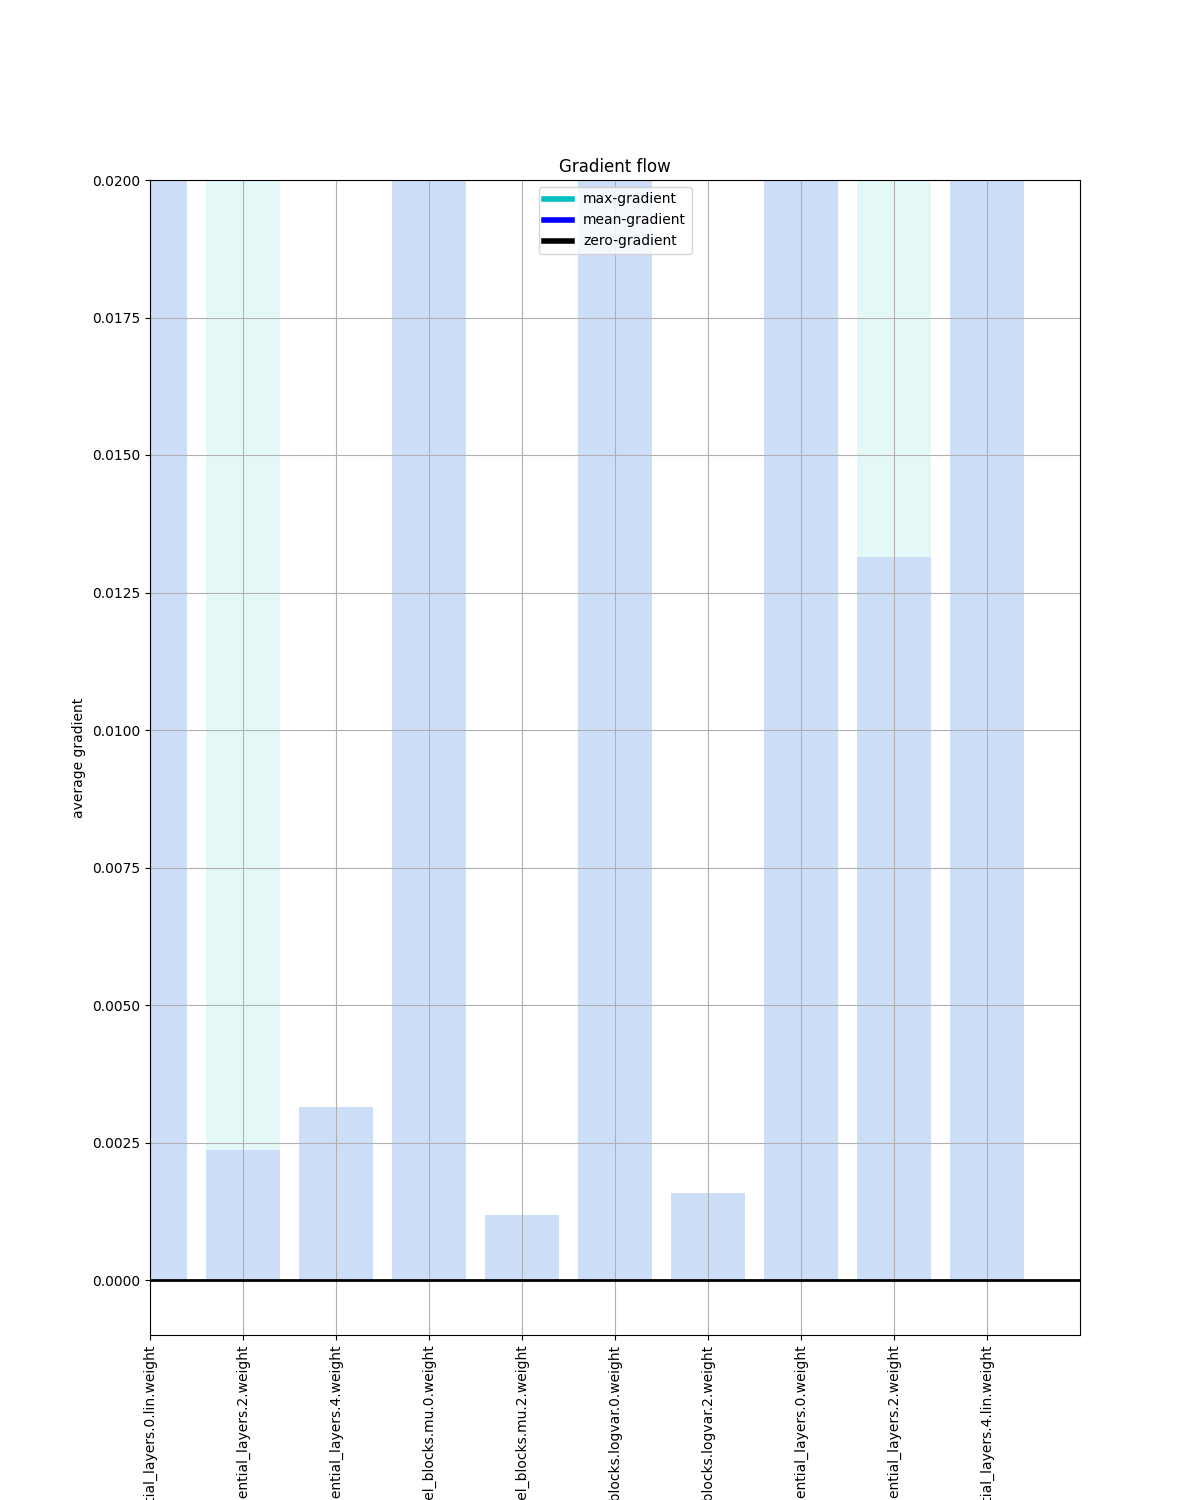 Gradient flow
max-gradient
mean-gradient
zero-gradient
0.0200
0.0175
0.0150
0.0125
0.0100
0.0075
0.0050
0.0025
0.0000
average gradient
tial_layers.0.lin.weight
ential_layers.2.weight
ential_layers.4.weight
el_blocks.mu.0.weight
el_blocks.mu.2.weight
blocks.logvar.0.weight
blocks.logvar.2.weight
ential_layers.0.weight
ential_layers.2.weight
tial_layers.4.lin.weight